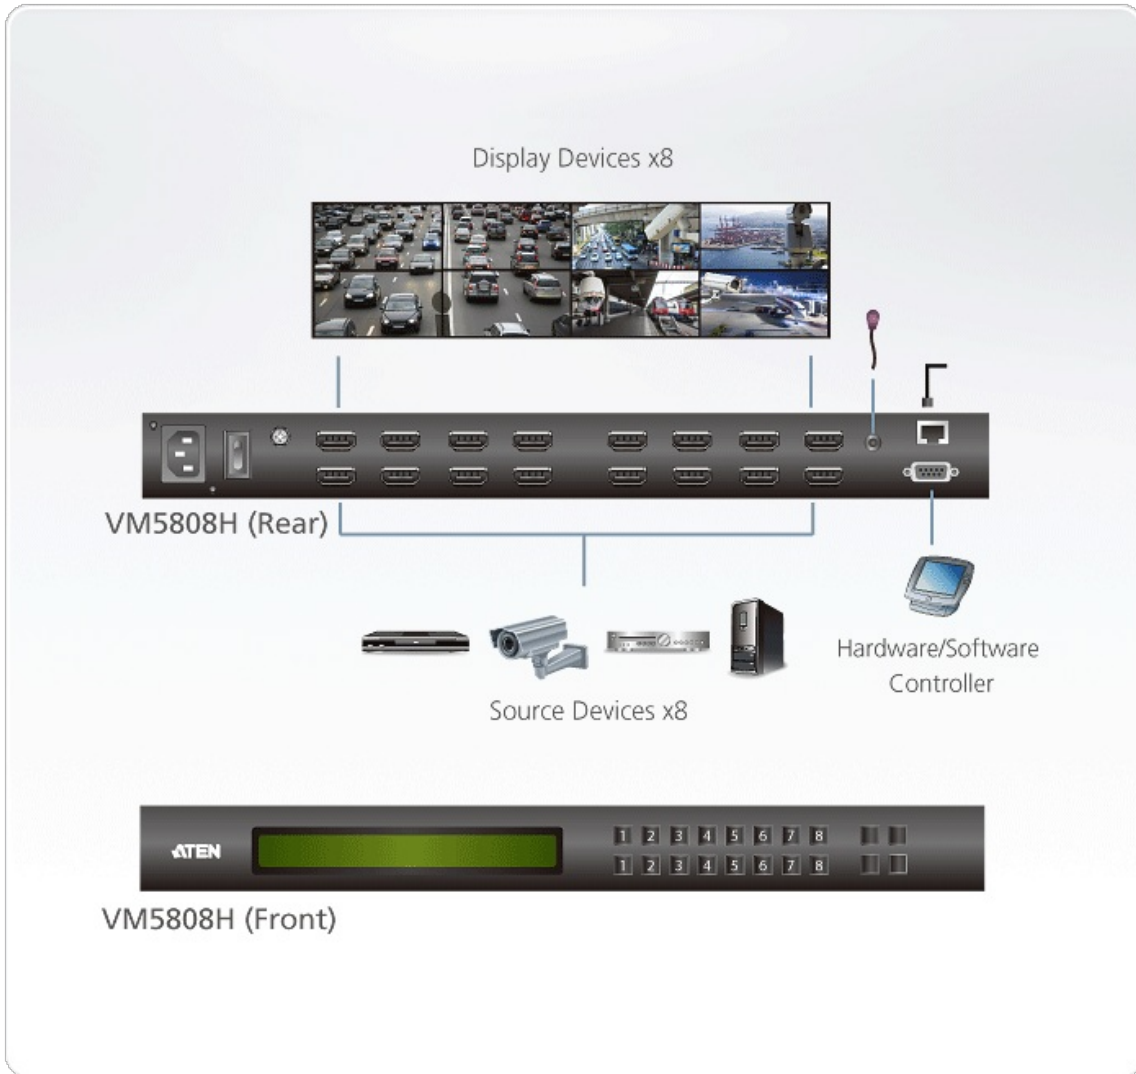 Display Devices x8
VM5808H (Rear)
Hardware/Software
Controller
Source Devices x8
ATEN
1 2 3 4 5 6 7 8
1 2 3 4 5 6 7 8
VM5808H (Front)